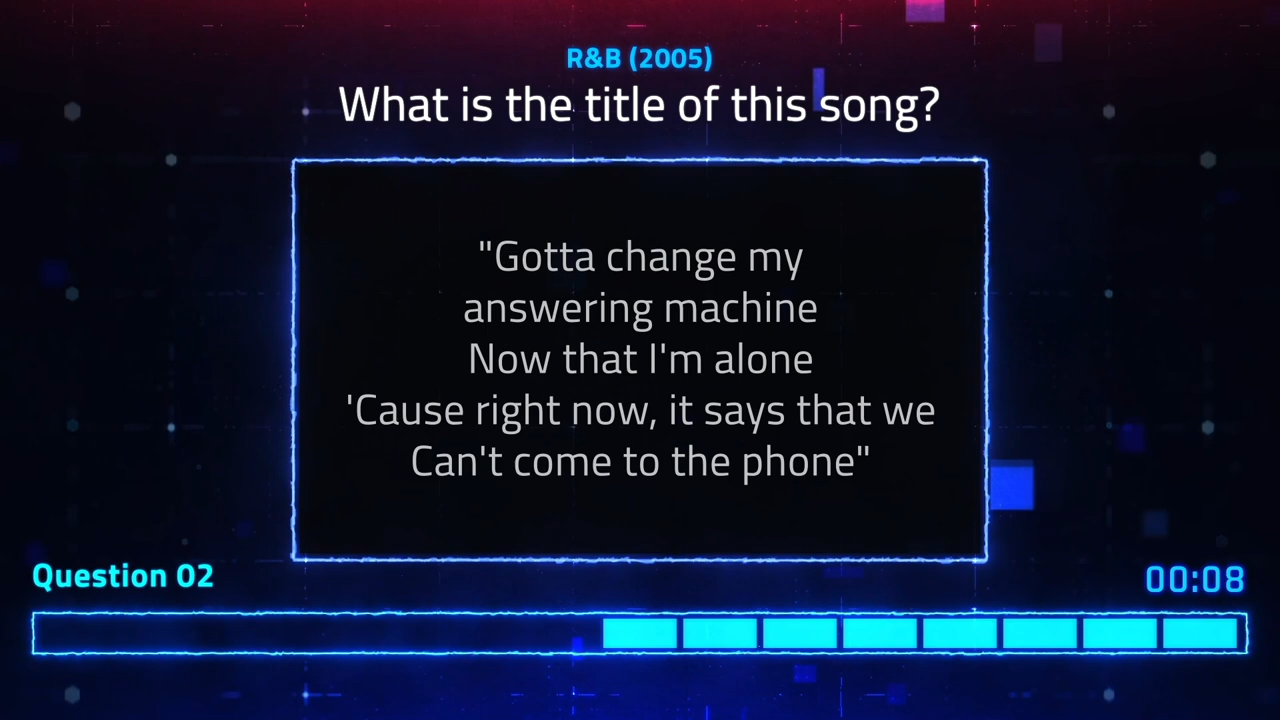 R&B (2005)
What is the title of this song?
"Gotta change my
answering machine
Now that I'm alone
'Cause right now, it says that we
Can't come to the phone"
Question 02
00:08